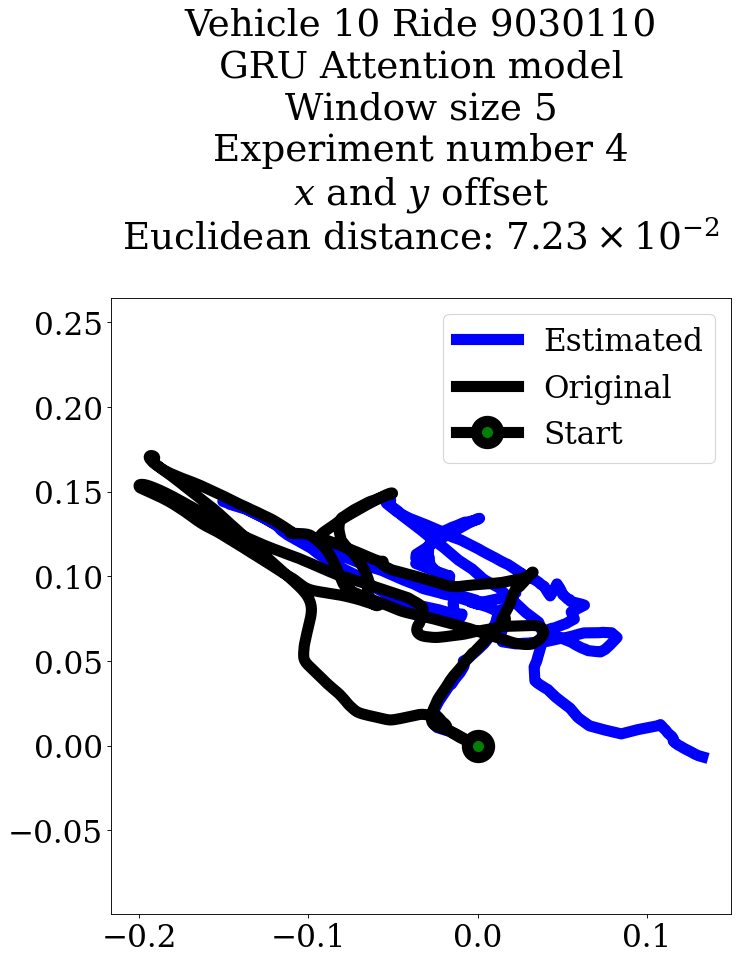 Vehicle 10 Ride 9030110
GRU Attention model
Window size 5
Experiment number 4
x and y offset
Euclidean distance: 7.23 × 10⁻²
Estimated
Original
Start
0.25
0.20
0.15
0.10
0.05
0.00
−0.05
−0.2 −0.1 0.0 0.1